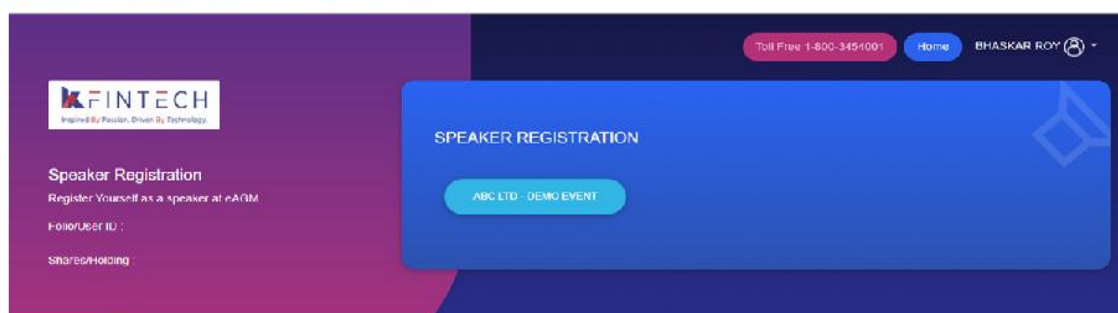 Toll Free 1-800-3454001
Home
BHASKAR ROY
KFINTECH
Inspired By Passion. Driven By Technology.
SPEAKER REGISTRATION
ABC LTD - DEMO EVENT
Speaker Registration
Register Yourself as a speaker at eAGM
Folio/User ID :
Shares/Holding :